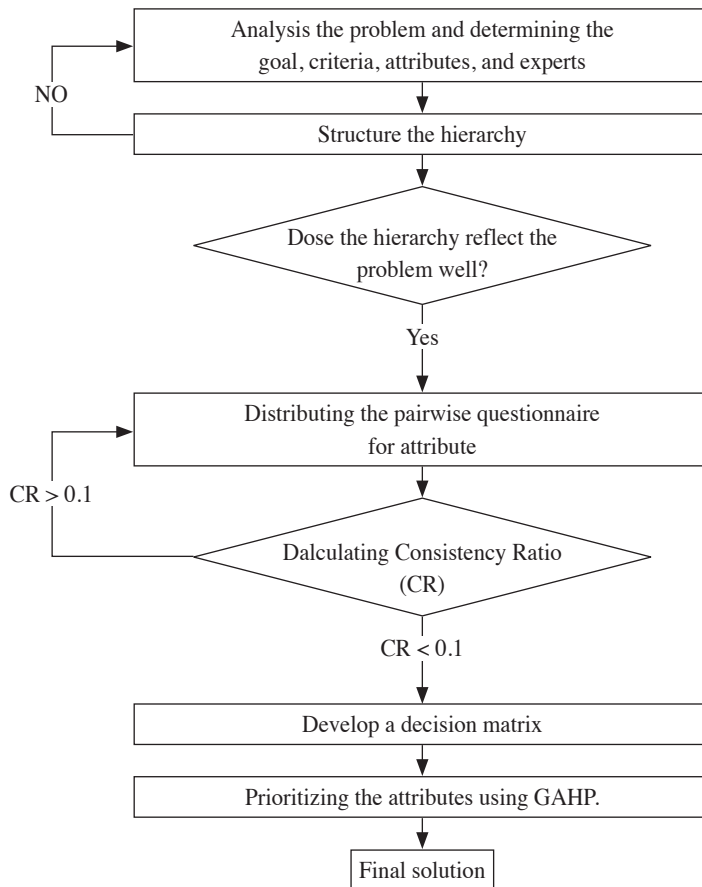 Analysis the problem and determining the
goal, criteria, attributes, and experts
NO
Structure the hierarchy
Dose the hierarchy reflect the
problem well?
Yes
Distributing the pairwise questionnaire
for attribute
CR > 0.1
Dalculating Consistency Ratio
(CR)
CR < 0.1
Develop a decision matrix
Prioritizing the attributes using GAHP.
Final solution